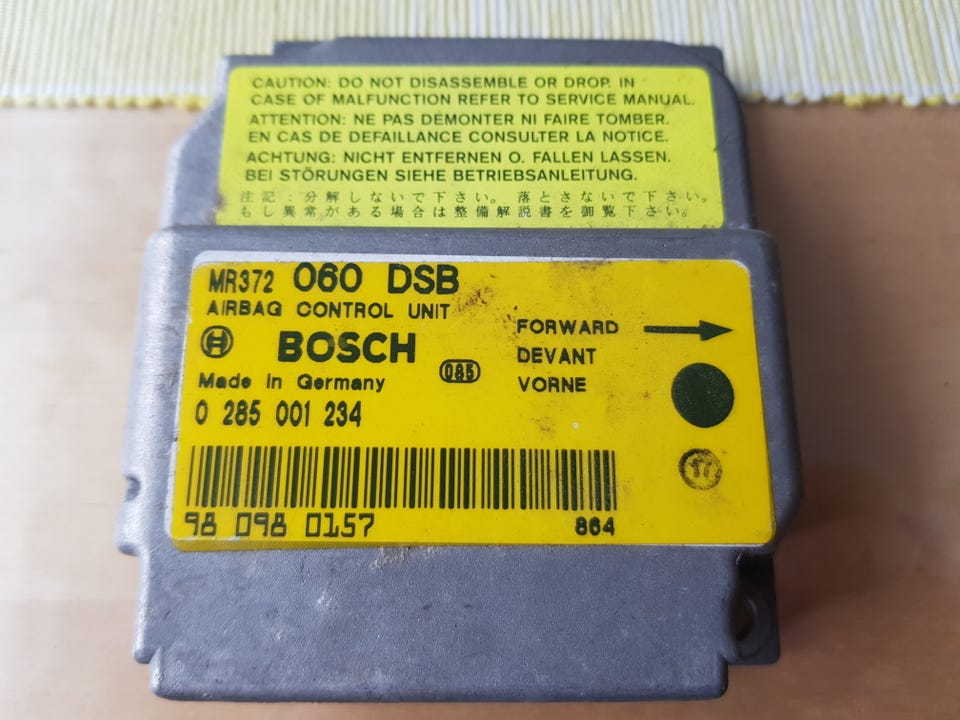 CAUTION: DO NOT DISASSEMBLE OR DROP. IN
CASE OF MALFUNCTION REFER TO SERVICE MANUAL.
ATTENTION: NE PAS DÉMONTER NI FAIRE TOMBER.
EN CAS DE DEFAILLANCE CONSULTER LA NOTICE.
ACHTUNG: NICHT ENTFERNEN O. FALLEN LASSEN.
BEI STÖRUNGEN SIEHE BETRIEBSANLEITUNG.
注記:分解しないで下さい。落とさないで下さい。
もし異常がある場合は整備解説書を御覧下さい。
MR372 060 DSB
AIRBAG CONTROL UNIT
BOSCH
Made in Germany
085
0 285 001 234
FORWARD
DEVANT
VORNE
17
98 098 0157
864